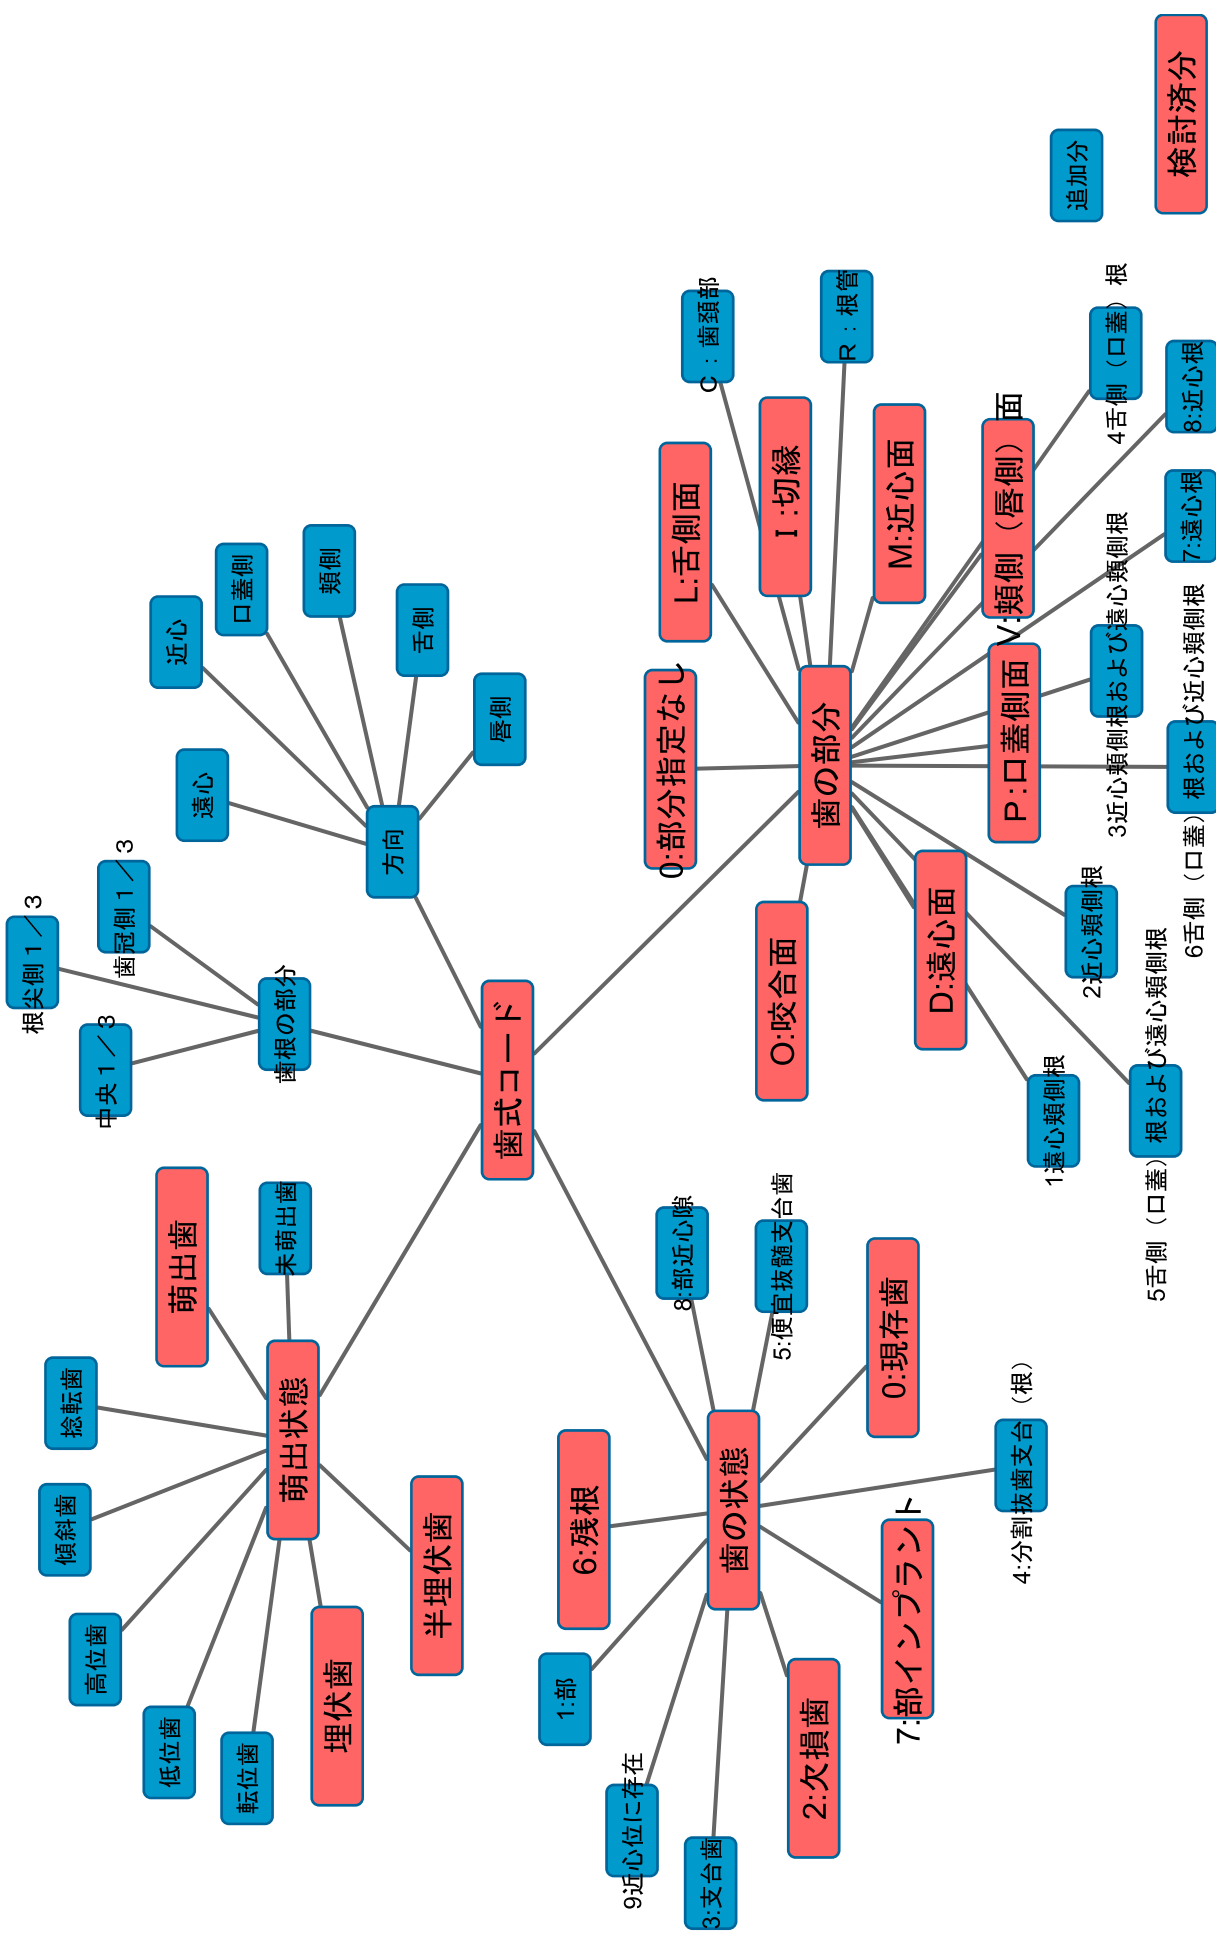 検討済分
追加分
歯式コード
萌出状態
萌出歯
未萌出歯
捻転歯
傾斜歯
高位歯
低位歯
転位歯
埋伏歯
半埋伏歯
歯根の部分
根尖側１／３
歯冠側１／３
中央１／３
方向
遠心
近心
口蓋側
頬側
舌側
唇側
歯の状態
8:部近心隙
5:便宜抜髄支台歯
0:現存歯
4:分割抜歯支台（根）
7:部インプラント
2:欠損歯
3:支台歯
9近心位に存在
1:部
6:残根
歯の部分
0:部分指定なし
L:舌側面
C：歯頚部
I:切縁
R：根管
M:近心面
V:頬側（唇側）面
4舌側（口蓋）根
8:近心根
7:遠心根
3近心頬側根および遠心頬側根
P:口蓋側面
6舌側（口蓋）根および近心頬側根
2近心頬側根
D:遠心面
5舌側（口蓋）根および遠心頬側根
1遠心頬側根
O:咬合面